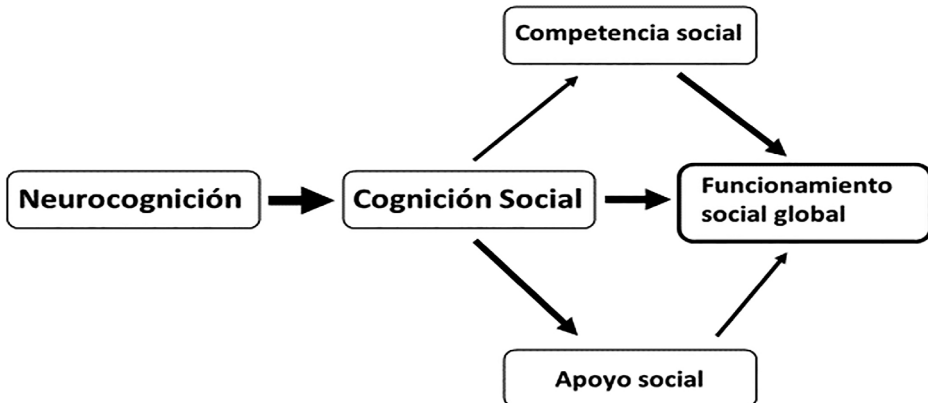 Competencia social
Neurocognición
Cognición Social
Funcionamiento
social global
Apoyo social